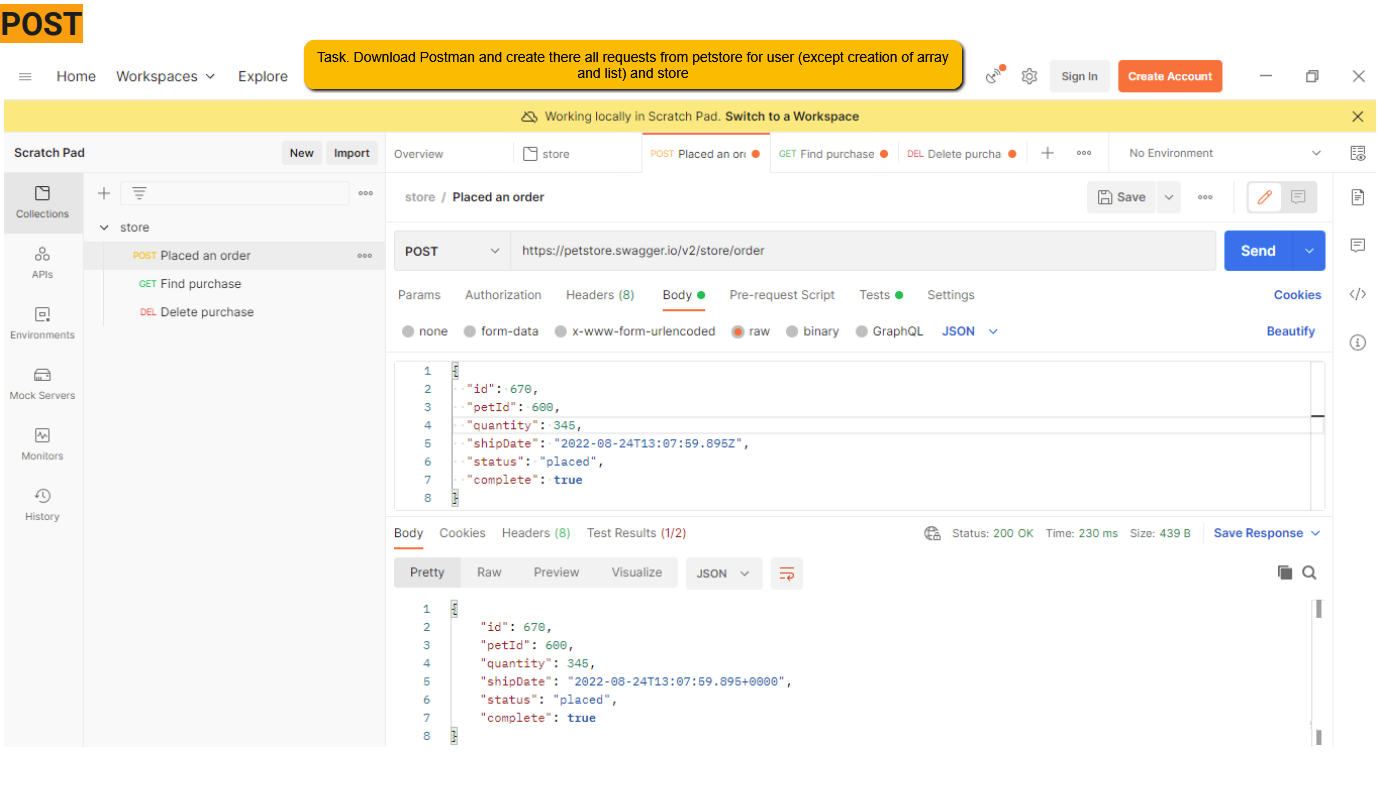 POST
Task. Download Postman and create there all requests from petstore for user (except creation of array
and list) and store
Home Workspaces Explore Sign In Create Account
Working locally in Scratch Pad. Switch to a Workspace
Scratch Pad New Import Overview store POST Placed an or GET Find purchase DEL Delete purcha No Environment
Collections
store / Placed an order Save
store
POST Placed an order
GET Find purchase
DEL Delete purchase
APIs
Environments
Mock Servers
Monitors
History
POST https://petstore.swagger.io/v2/store/order Send
Params Authorization Headers (8) Body Pre-request Script Tests Settings Cookies
none form-data x-www-form-urlencoded raw binary GraphQL JSON Beautify
1 {
2 "id": 670,
3 "petId": 600,
4 "quantity": 345,
5 "shipDate": "2022-08-24T13:07:59.895Z",
6 "status": "placed",
7 "complete": true
8 }
Body Cookies Headers (8) Test Results (1/2) Status: 200 OK Time: 230 ms Size: 439 B Save Response
Pretty Raw Preview Visualize JSON
1 {
2 "id": 670,
3 "petId": 600,
4 "quantity": 345,
5 "shipDate": "2022-08-24T13:07:59.895+0000",
6 "status": "placed",
7 "complete": true
8 }